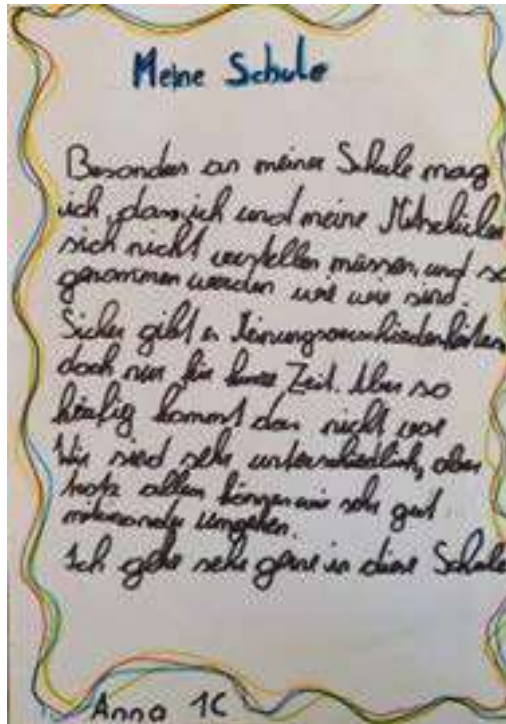 Meine Schule
Besonders an meiner Schule mag
ich, dass ich und meine Mitschüler
sich nicht verstellen müssen und so
genommen werden wie wir sind.
Sicher gibt es Meinungsverschiedenheiten,
doch nur für kurze Zeit. Aber so
häufig kommt das nicht vor
Wir sind sehr unterschiedlich, aber
trotz allem können wir sehr gut
miteinander umgehen.
Ich gehe sehr gerne in diese Schule
Anna 1C